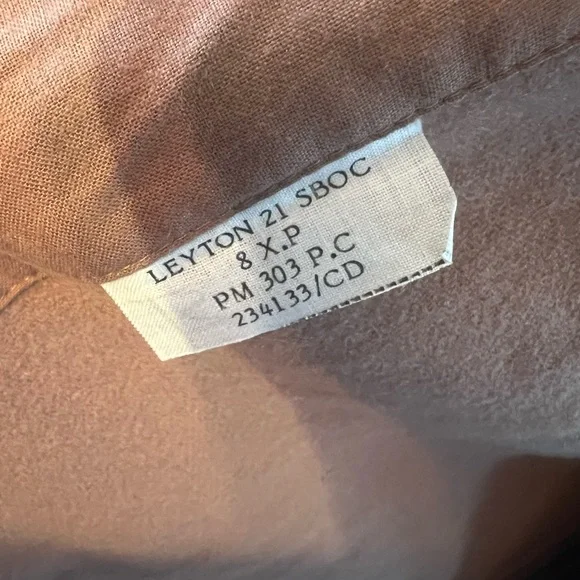 LEYTON 21 SBOC
8 X.P
PM 303 P.C
234133/CD